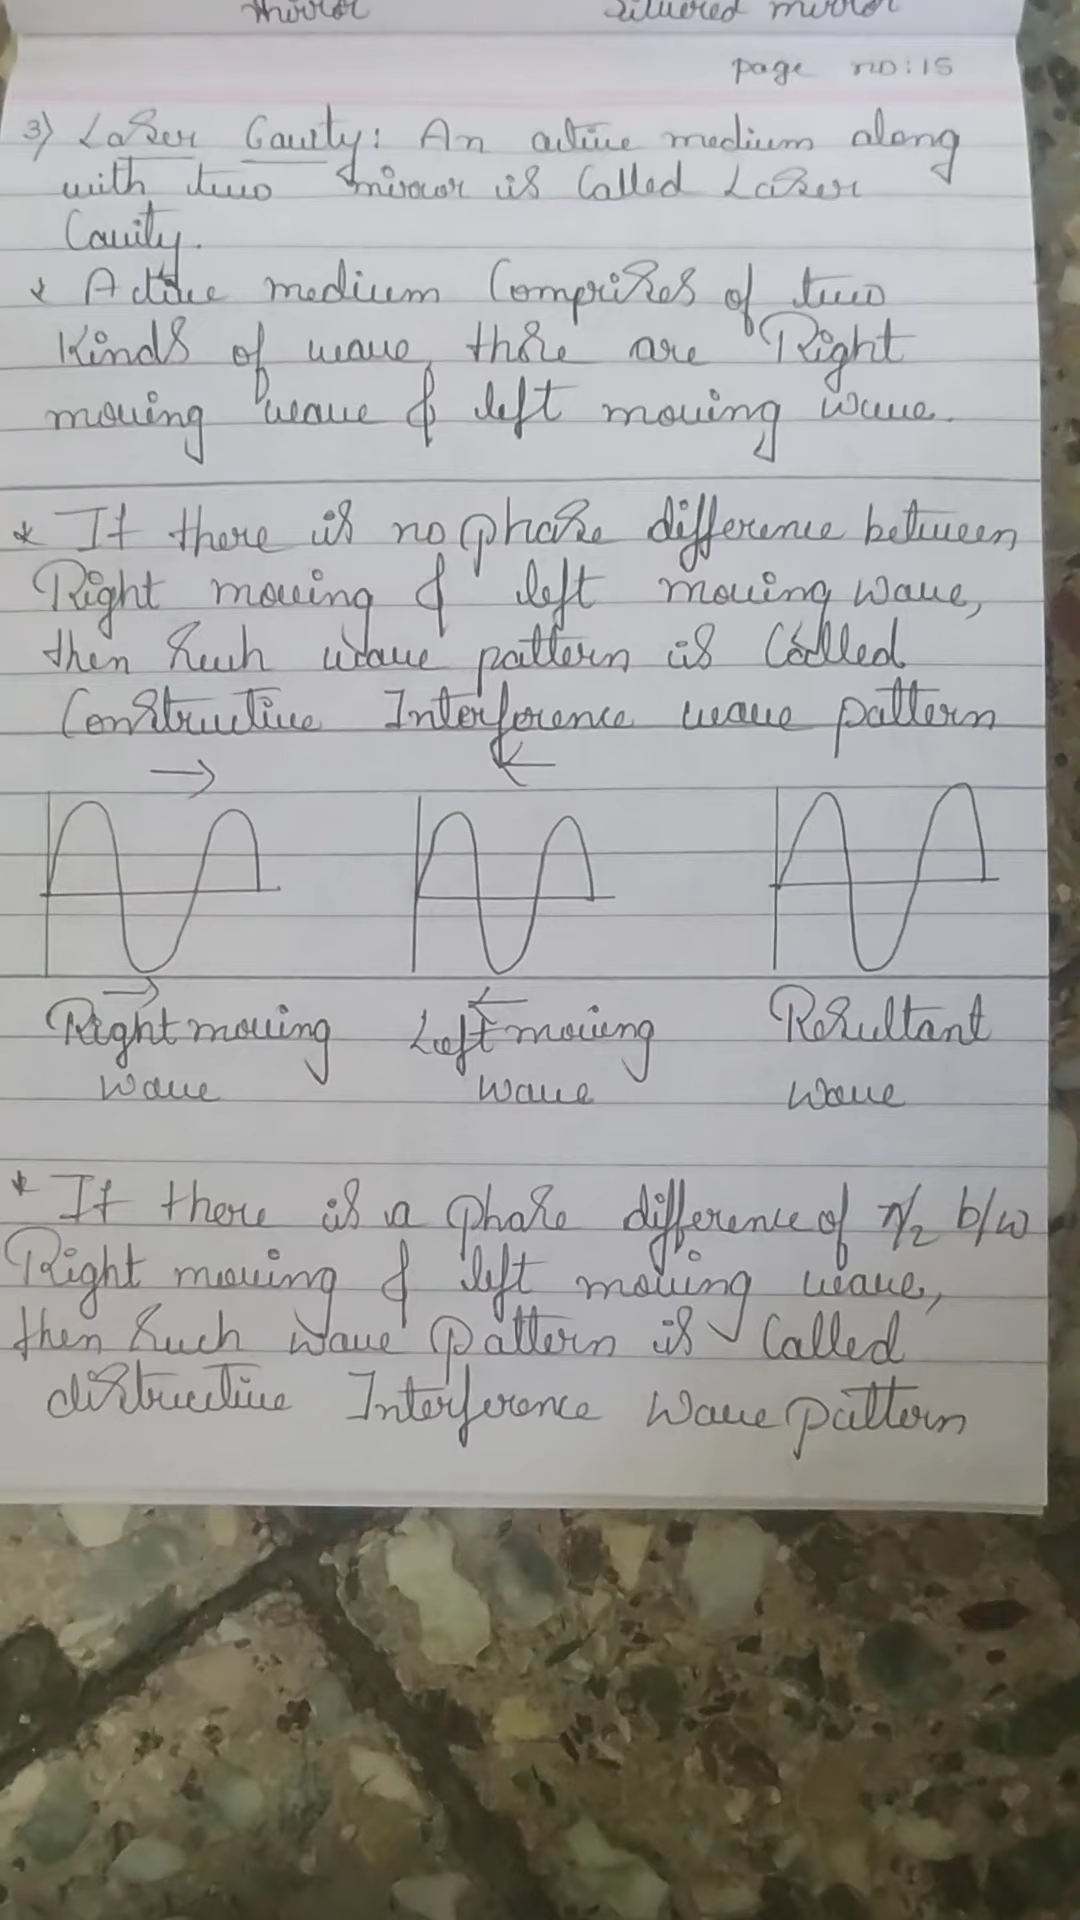 mirror silvered mirror
page no: 15
3) Laser Cavity: An active medium along
with two mirror is Called Laser
Cavity.
* Active medium Comprises of two
Kinds of wave, those are Right
moving wave & left moving wave.
* If there is no phase difference between
Right moving & left moving wave,
then such wave pattern is Called
Constructive Interference wave pattern
Right moving Left moving Resultant
wave wave wave
* If there is a phase difference of π/2 b/w
Right moving & left moving wave,
then such wave pattern is Called
distructive Interference wave pattern